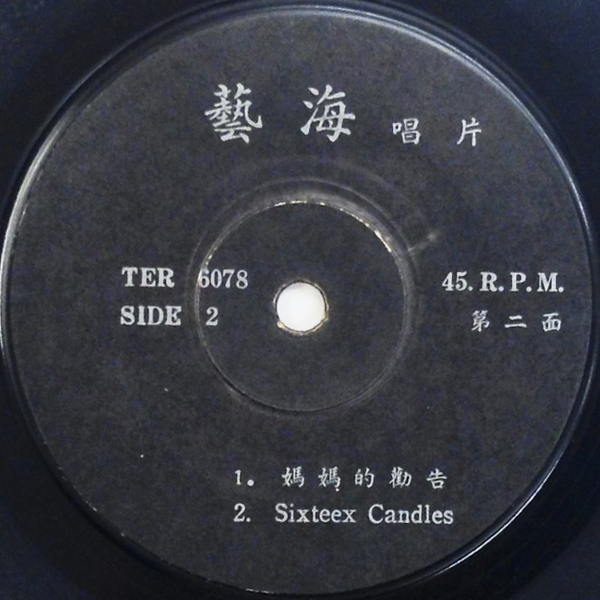 藝海唱片
TER 6078 45. R. P. M.
SIDE 2 第二面
1. 媽媽的勸告
2. Sixteex Candles